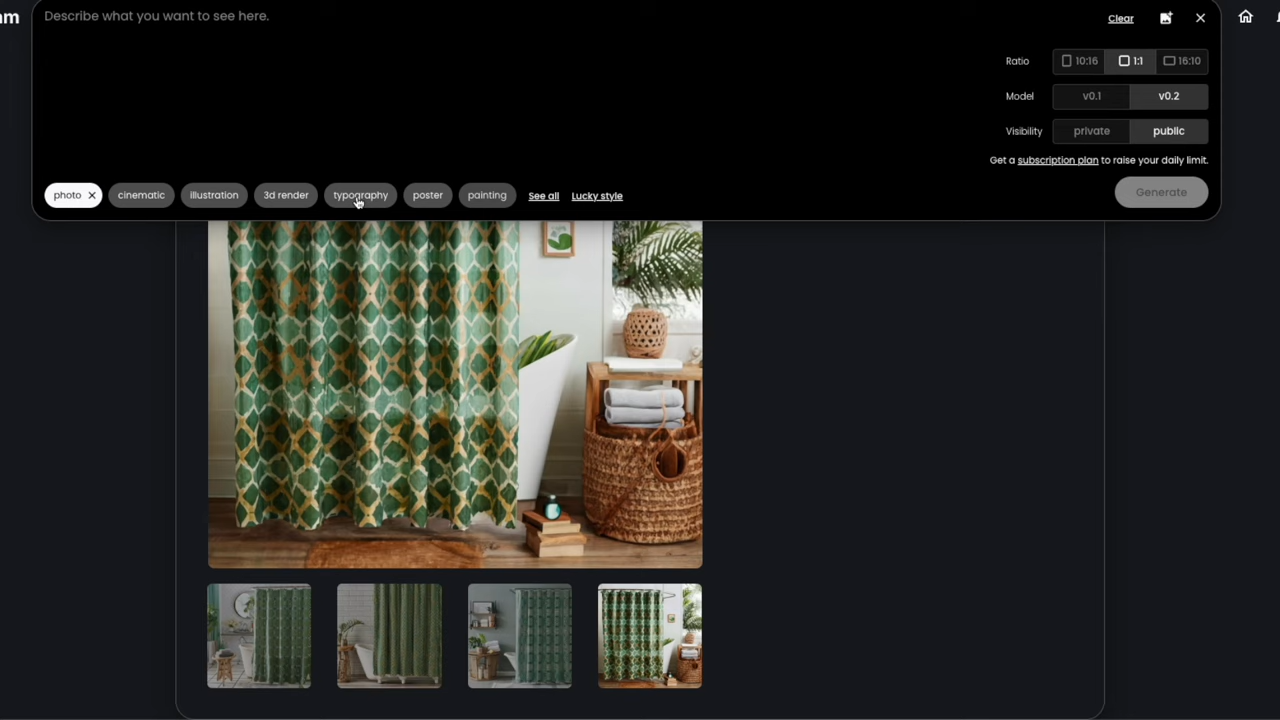 am
Describe what you want to see here.
Clear
Ratio 10:16 1:1 16:10
Model v0.1 v0.2
Visibility private public
Get a subscription plan to raise your daily limit.
photo cinematic illustration 3d render typography poster painting See all Lucky style
Generate